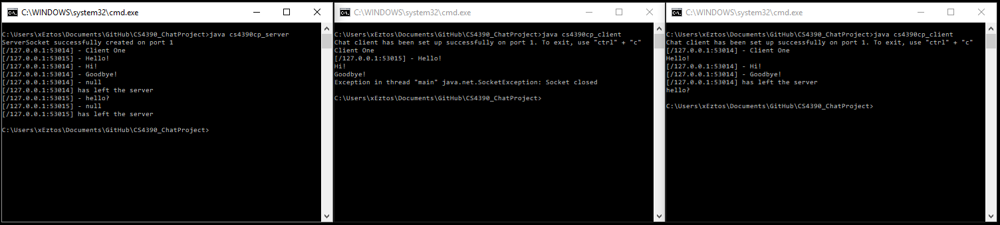 C:\WINDOWS\system32\cmd.exe
C:\Users\xEztos\Documents\GitHub\CS4390_ChatProject>java cs4390cp_server
ServerSocket successfully created on port 1
[/127.0.0.1:53014] - Client One
[/127.0.0.1:53015] - Hello!
[/127.0.0.1:53014] - Hi!
[/127.0.0.1:53014] - Goodbye!
[/127.0.0.1:53014] - null
[/127.0.0.1:53014] has left the server
[/127.0.0.1:53015] - hello?
[/127.0.0.1:53015] - null
[/127.0.0.1:53015] has left the server
C:\Users\xEztos\Documents\GitHub\CS4390_ChatProject>
C:\WINDOWS\system32\cmd.exe
C:\Users\xEztos\Documents\GitHub\CS4390_ChatProject>java cs4390cp_client
Chat client has been set up successfully on port 1. To exit, use "ctrl" + "c"
Client One
[/127.0.0.1:53015] - Hello!
Hi!
Goodbye!
Exception in thread "main" java.net.SocketException: Socket closed
C:\Users\xEztos\Documents\GitHub\CS4390_ChatProject>
C:\WINDOWS\system32\cmd.exe
C:\Users\xEztos\Documents\GitHub\CS4390_ChatProject>java cs4390cp_client
Chat client has been set up successfully on port 1. To exit, use "ctrl" + "c"
[/127.0.0.1:53014] - Client One
Hello!
[/127.0.0.1:53014] - Hi!
[/127.0.0.1:53014] - Goodbye!
[/127.0.0.1:53014] has left the server
hello?
C:\Users\xEztos\Documents\GitHub\CS4390_ChatProject>